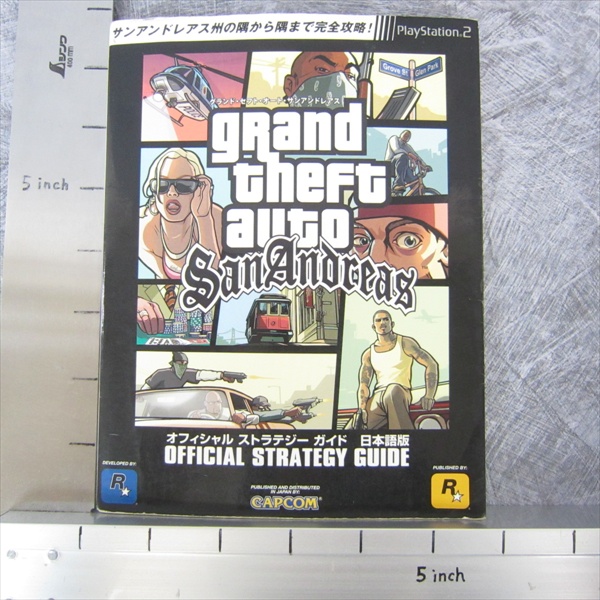 サンアンドレアス州の隅から隅まで完全攻略!
PlayStation 2
シンワ
Grove St
Glen Park
グランド・セフト・オート・サンアンドレアス
grand
theft
auto
San Andreas
5 inch
オフィシャル ストラテジー ガイド 日本語版
OFFICIAL STRATEGY GUIDE
DEVELOPED BY:
R
PUBLISHED AND DISTRIBUTED
IN JAPAN BY:
CAPCOM
PUBLISHED BY:
R
5 inch